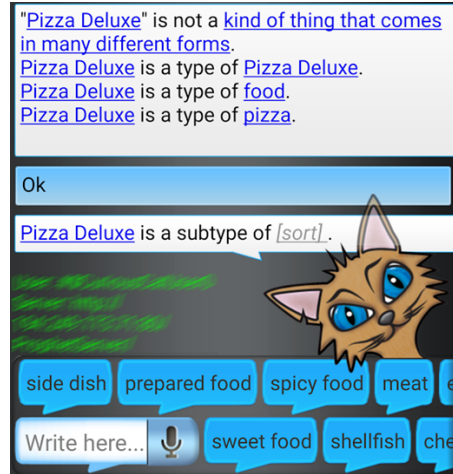 "Pizza Deluxe" is not a kind of thing that comes
in many different forms.
Pizza Deluxe is a type of Pizza Deluxe.
Pizza Deluxe is a type of food.
Pizza Deluxe is a type of pizza.
Ok
Pizza Deluxe is a subtype of [sort] .
side dish prepared food spicy food meat
Write here... sweet food shellfish